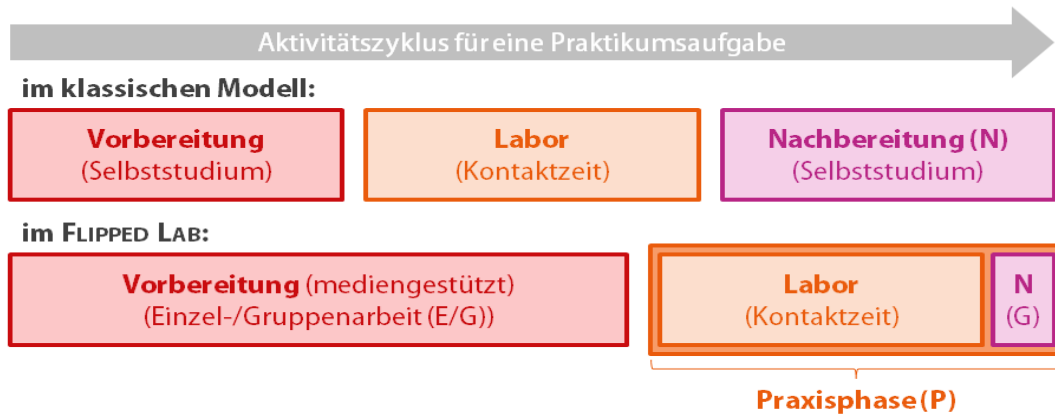 Aktivitätszyklus für eine Praktikumsaufgabe
im klassischen Modell:
Vorbereitung
(Selbststudium)
Labor
(Kontaktzeit)
Nachbereitung (N)
(Selbststudium)
im FLIPPED LAB:
Vorbereitung (mediengestützt)
(Einzel-/Gruppenarbeit (E/G))
Labor
(Kontaktzeit)
N
(G)
Praxisphase (P)